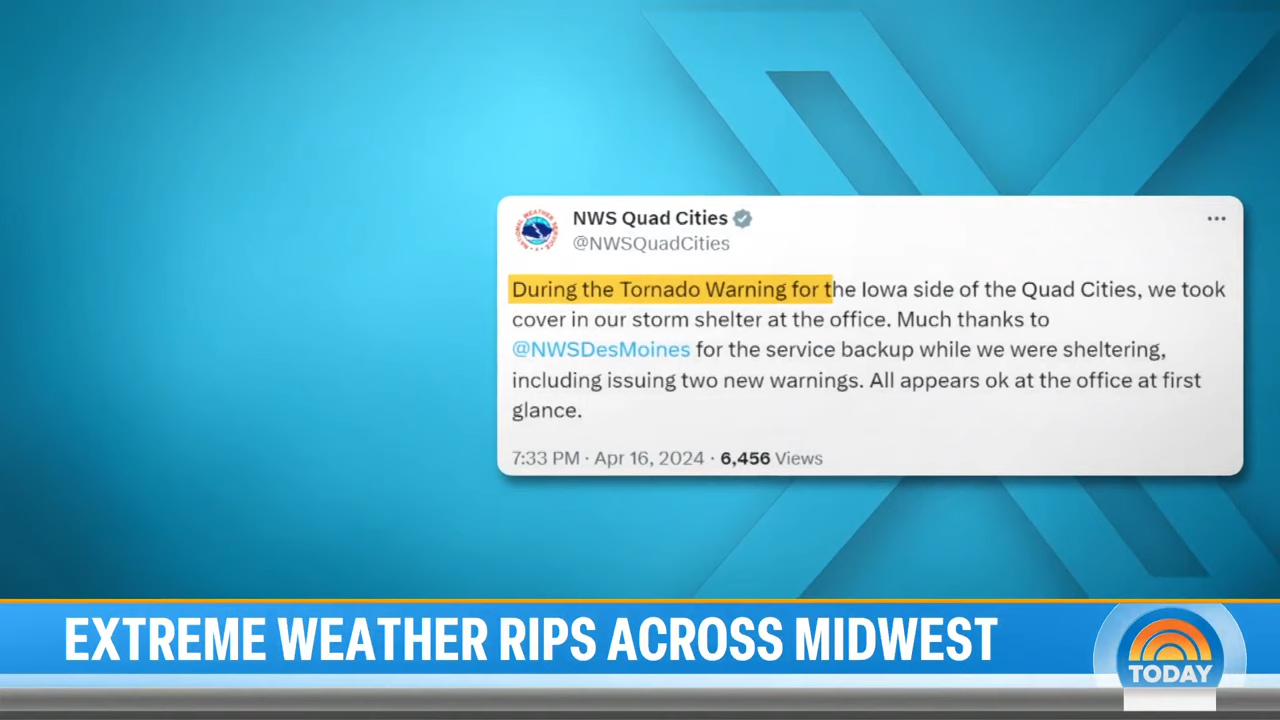 NWS Quad Cities
@NWSQuadCities
During the Tornado Warning for the Iowa side of the Quad Cities, we took
cover in our storm shelter at the office. Much thanks to
@NWSDesMoines for the service backup while we were sheltering,
including issuing two new warnings. All appears ok at the office at first
glance.
7:33 PM · Apr 16, 2024 · 6,456 Views
EXTREME WEATHER RIPS ACROSS MIDWEST
TODAY